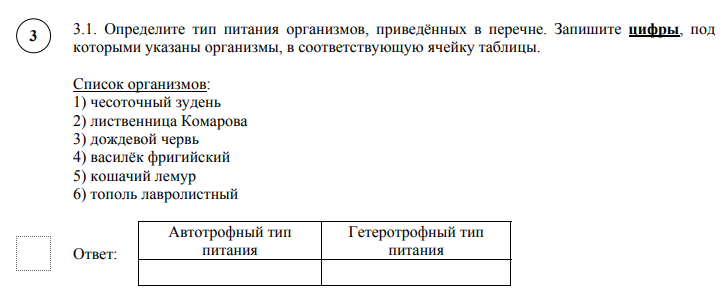 3
3.1. Определите тип питания организмов, приведённых в перечне. Запишите цифры, под
которыми указаны организмы, в соответствующую ячейку таблицы.
Список организмов:
1) чесоточный зудень
2) лиственница Комарова
3) дождевой червь
4) василёк фригийский
5) кошачий лемур
6) тополь лавролистный
Ответ:
Автотрофный тип
питания
Гетеротрофный тип
питания